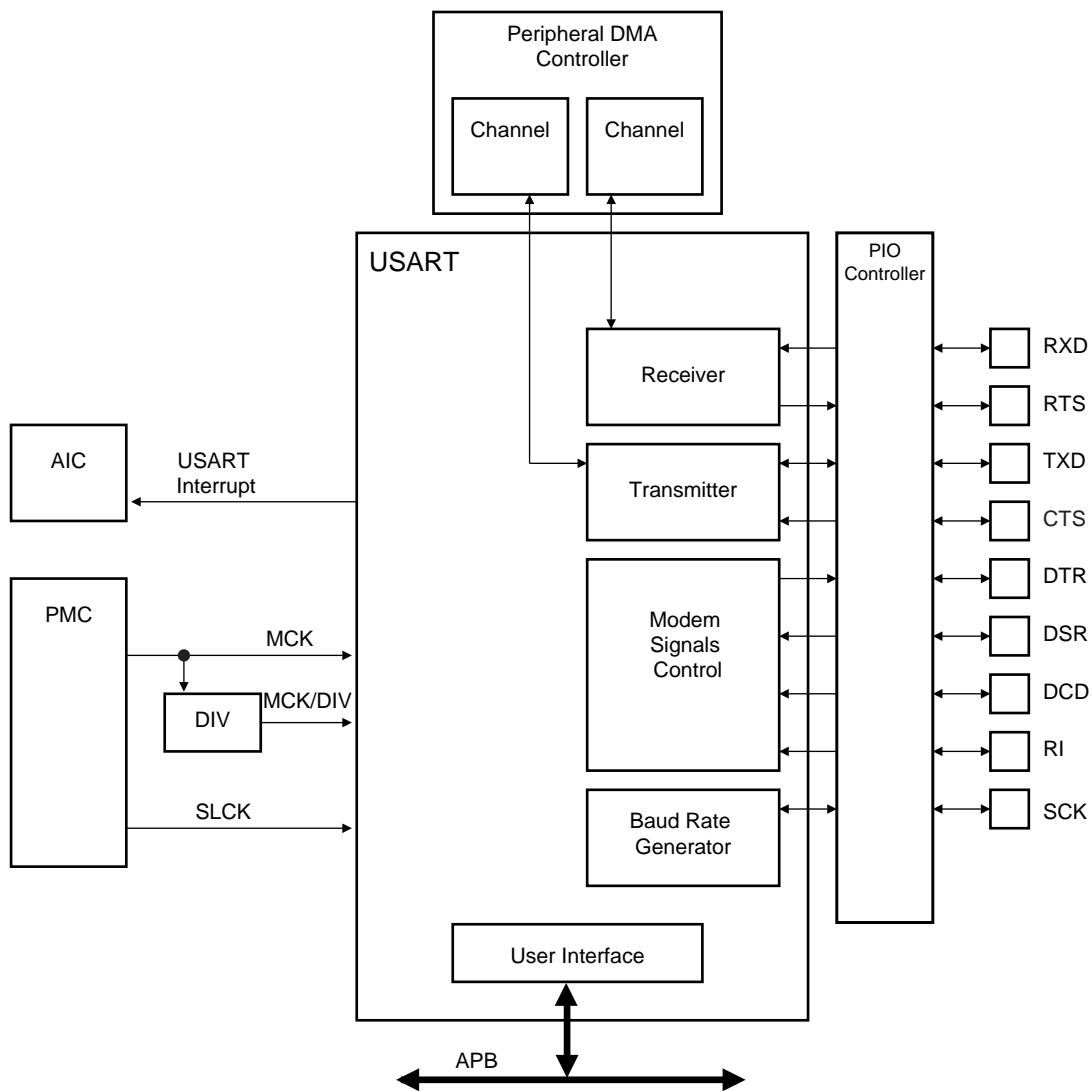 Peripheral DMA
Controller
Channel
Channel
USART
PIO
Controller
Receiver
RXD
RTS
AIC
USART
Interrupt
Transmitter
TXD
CTS
PMC
MCK
DIV
MCK/DIV
SLCK
Modem
Signals
Control
DTR
DSR
DCD
RI
Baud Rate
Generator
SCK
User Interface
APB